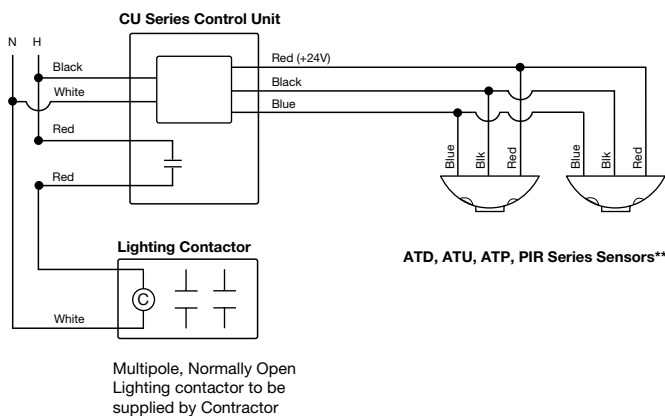 CU Series Control Unit
N H
Black
White
Red
Red
Red (+24V)
Black
Blue
Blue
Blk
Red
Blue
Blk
Red
ATD, ATU, ATP, PIR Series Sensors**
Lighting Contactor
C
White
Multipole, Normally Open
Lighting contactor to be
supplied by Contractor